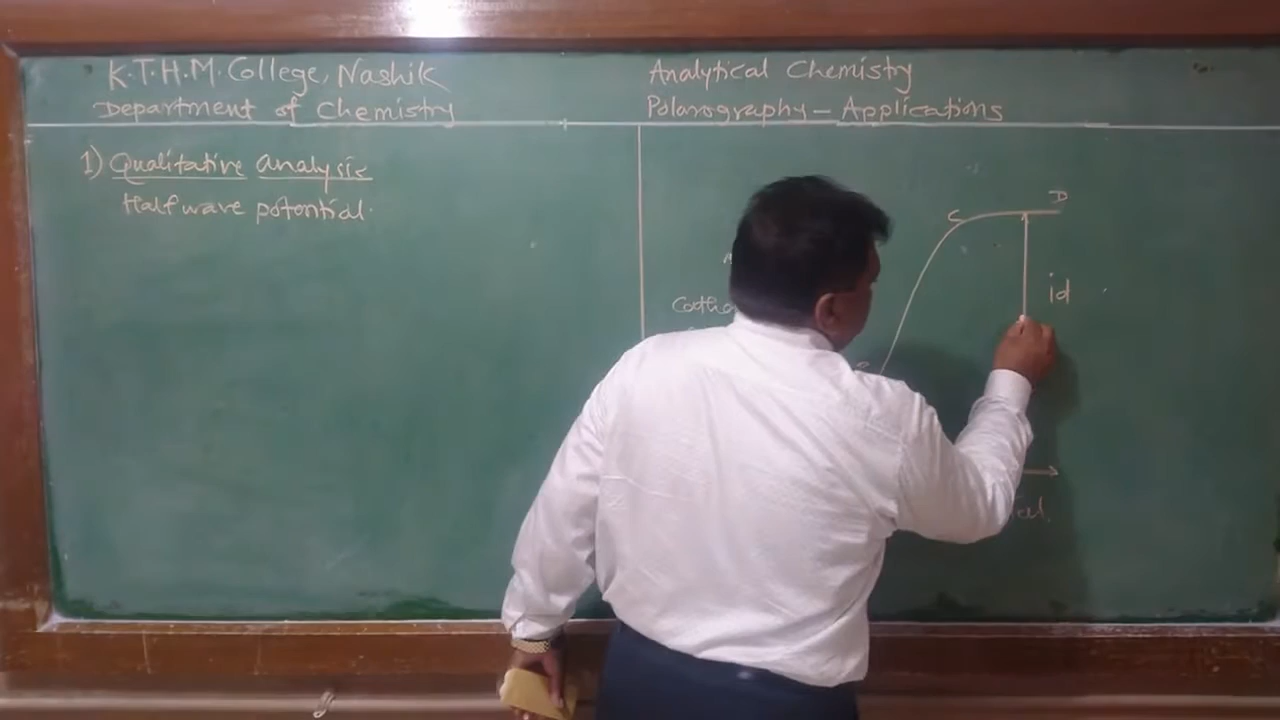 K.T.H.M. College, Nashik
Department of Chemistry
Analytical Chemistry
Polarography - Applications
1) Qualitative analysis
Half wave potential.
C
D
id